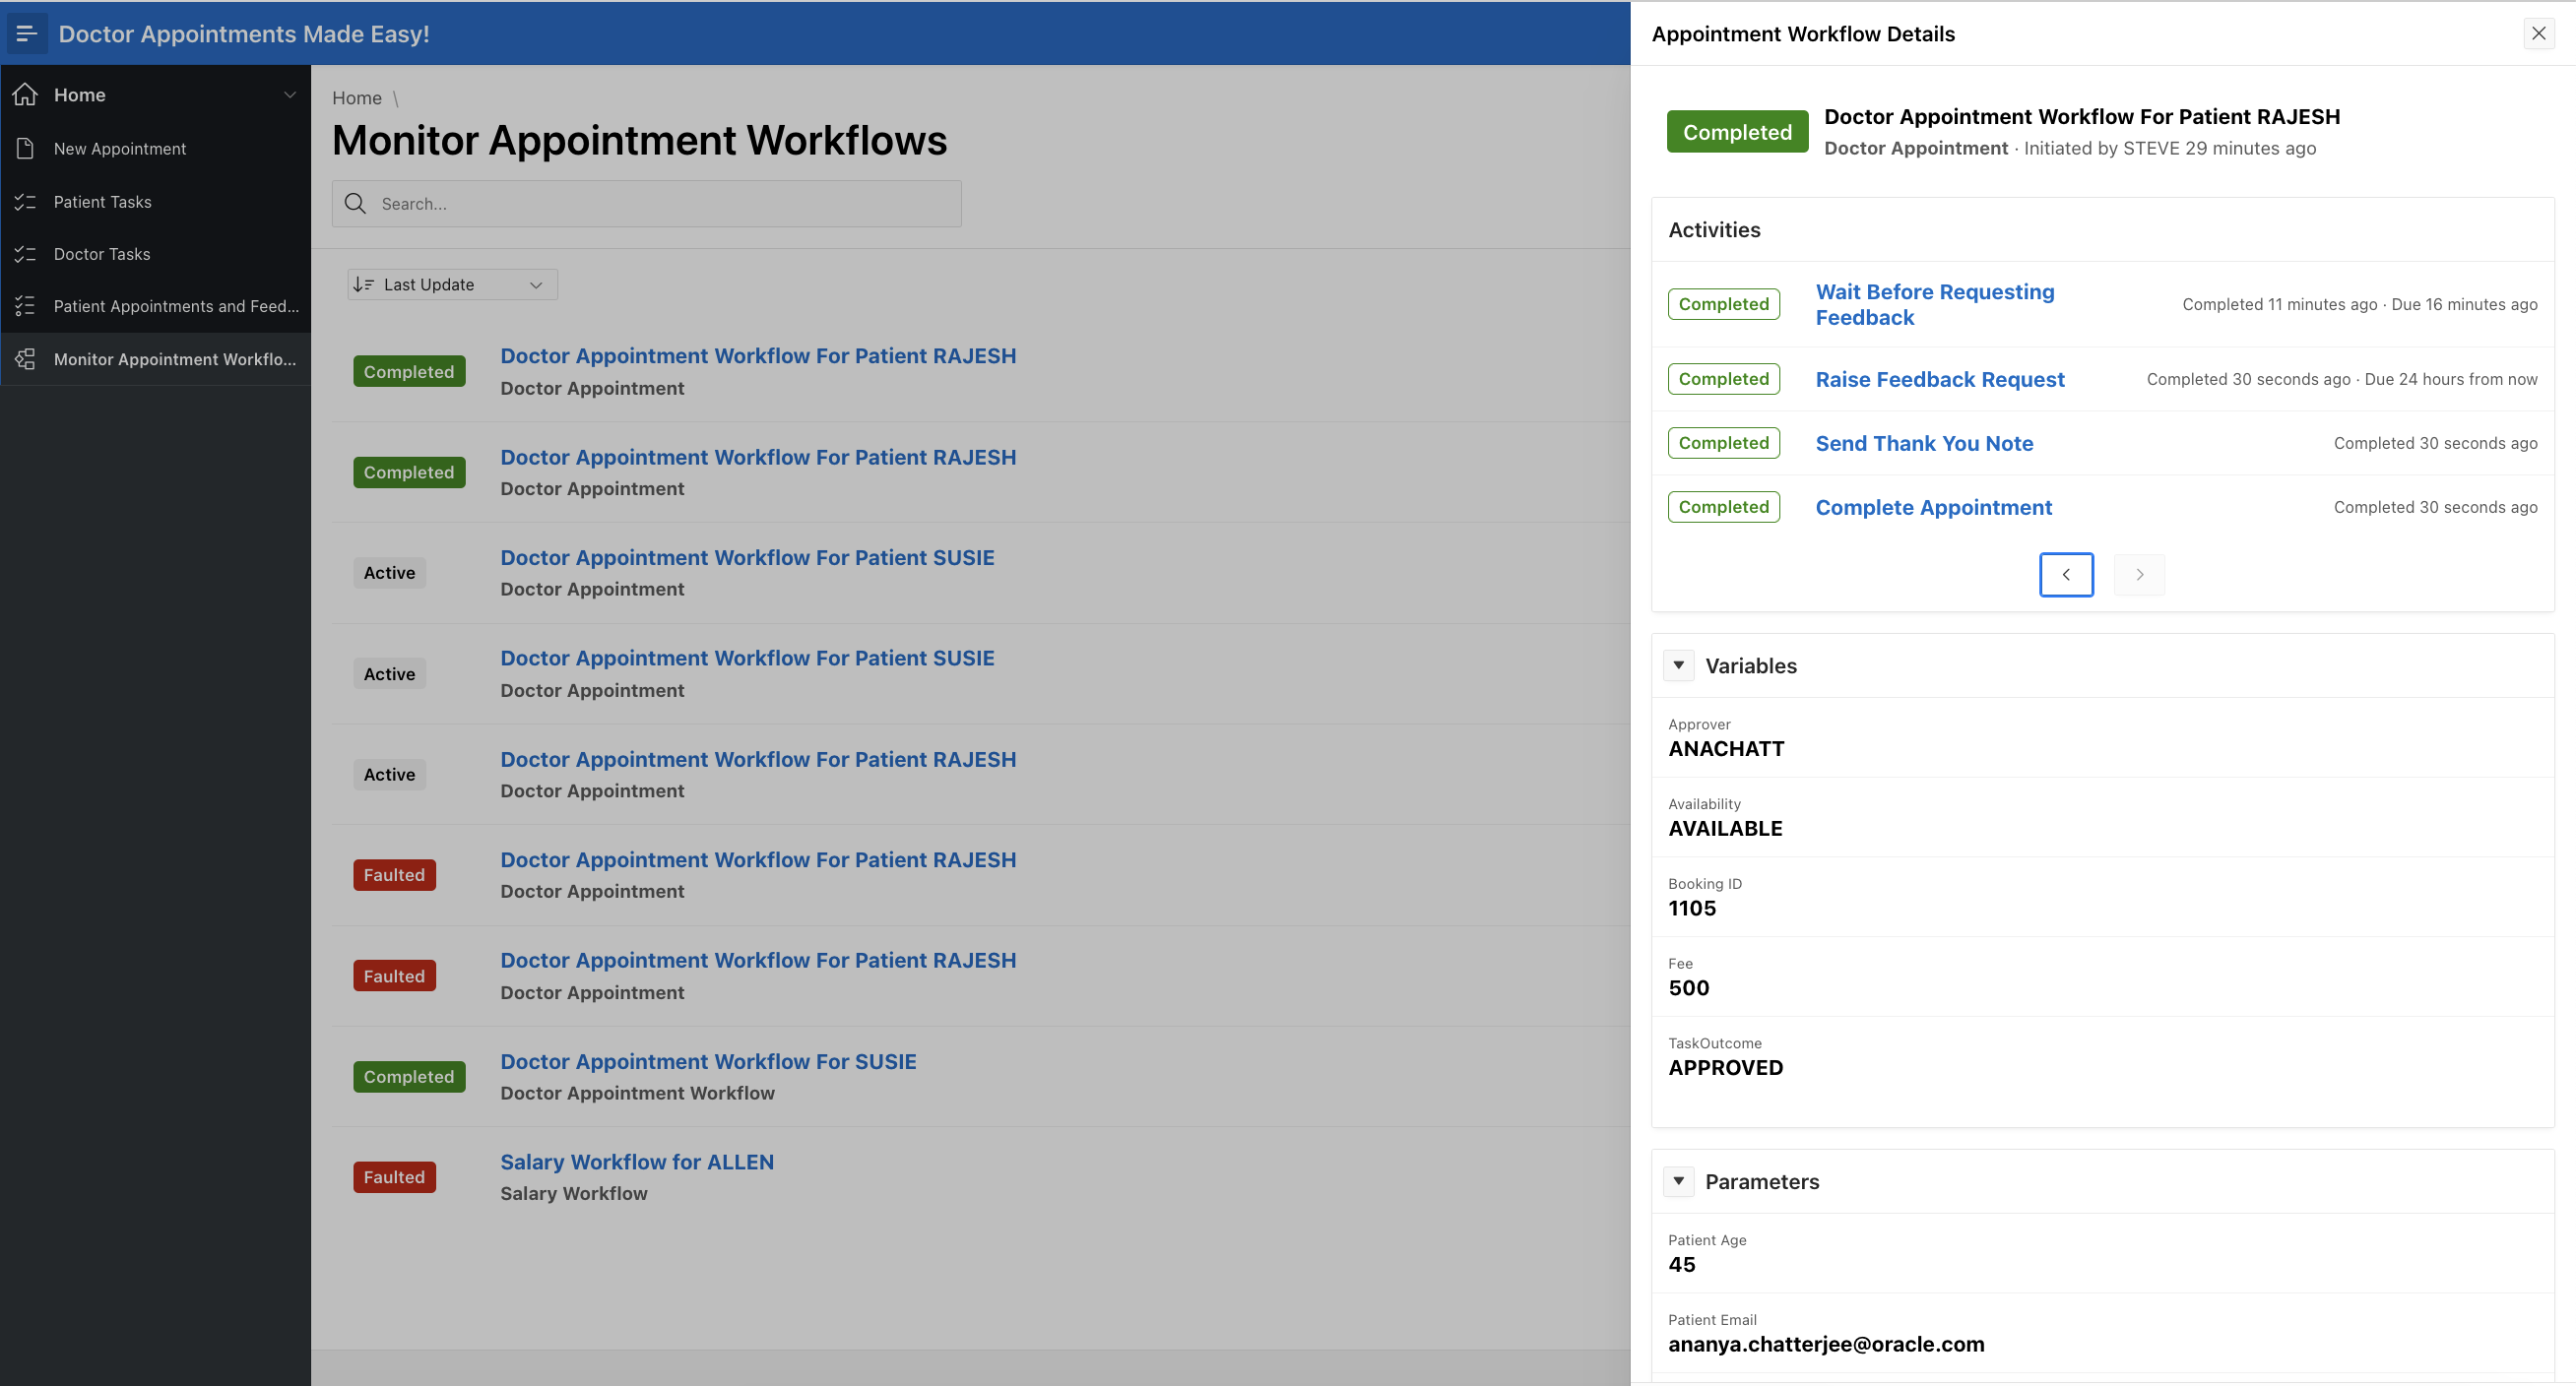 Doctor Appointments Made Easy!
Home
New Appointment
Patient Tasks
Doctor Tasks
Patient Appointments and Feed...
Monitor Appointment Workflo...
Home \
Monitor Appointment Workflows
Search...
Last Update
Completed
Doctor Appointment Workflow For Patient RAJESH
Doctor Appointment
Completed
Doctor Appointment Workflow For Patient RAJESH
Doctor Appointment
Active
Doctor Appointment Workflow For Patient SUSIE
Doctor Appointment
Active
Doctor Appointment Workflow For Patient SUSIE
Doctor Appointment
Active
Doctor Appointment Workflow For Patient RAJESH
Doctor Appointment
Faulted
Doctor Appointment Workflow For Patient RAJESH
Doctor Appointment
Faulted
Doctor Appointment Workflow For Patient RAJESH
Doctor Appointment
Completed
Doctor Appointment Workflow For SUSIE
Doctor Appointment Workflow
Faulted
Salary Workflow for ALLEN
Salary Workflow
Appointment Workflow Details
Completed
Doctor Appointment Workflow For Patient RAJESH
Doctor Appointment · Initiated by STEVE 29 minutes ago
Activities
Completed
Wait Before Requesting
Feedback
Completed 11 minutes ago · Due 16 minutes ago
Completed
Raise Feedback Request
Completed 30 seconds ago · Due 24 hours from now
Completed
Send Thank You Note
Completed 30 seconds ago
Completed
Complete Appointment
Completed 30 seconds ago
Variables
Approver
ANACHATT
Availability
AVAILABLE
Booking ID
1105
Fee
500
TaskOutcome
APPROVED
Parameters
Patient Age
45
Patient Email
ananya.chatterjee@oracle.com